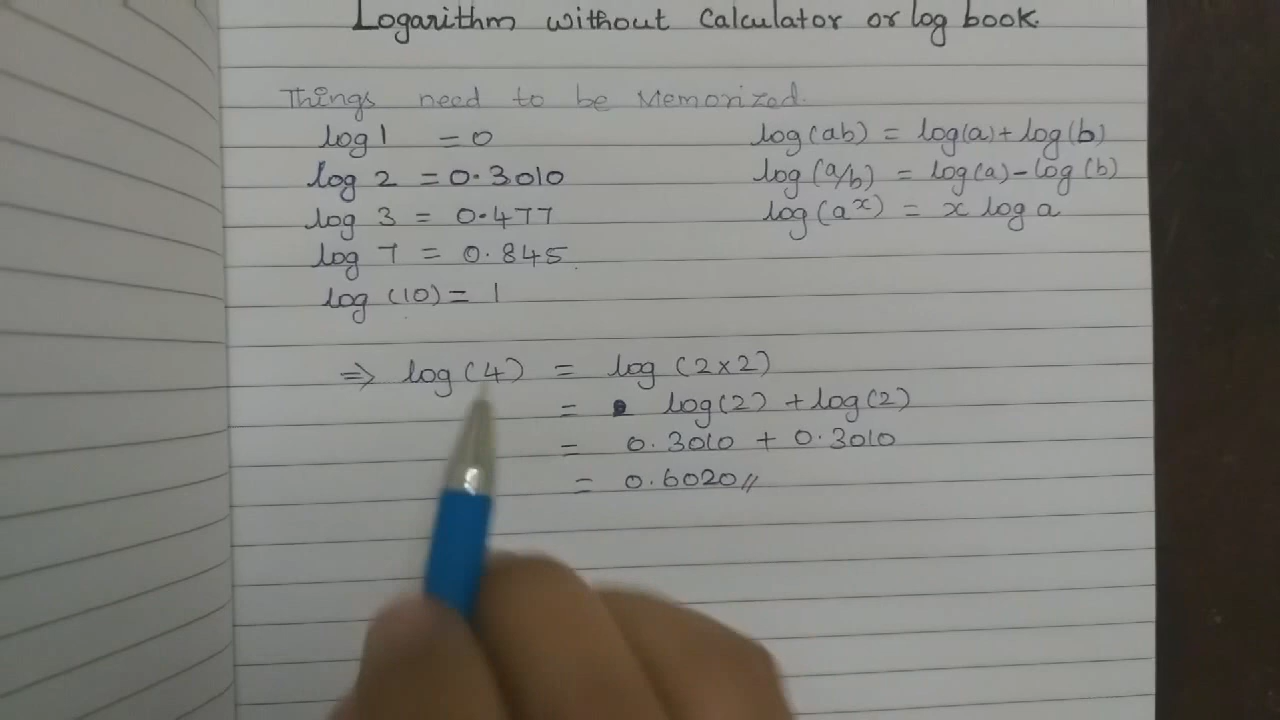 Logarithm without Calculator or log book.
Things need to be Memorized.
log 1 = 0
log 2 = 0.3010
log 3 = 0.477
log 7 = 0.845
log (10) = 1
log(ab) = log(a) + log(b)
log(a/b) = log(a) - log(b)
log(aˣ) = x log a
⇒ log(4) = log (2×2)
= log(2) + log(2)
= 0.3010 + 0.3010
= 0.6020//